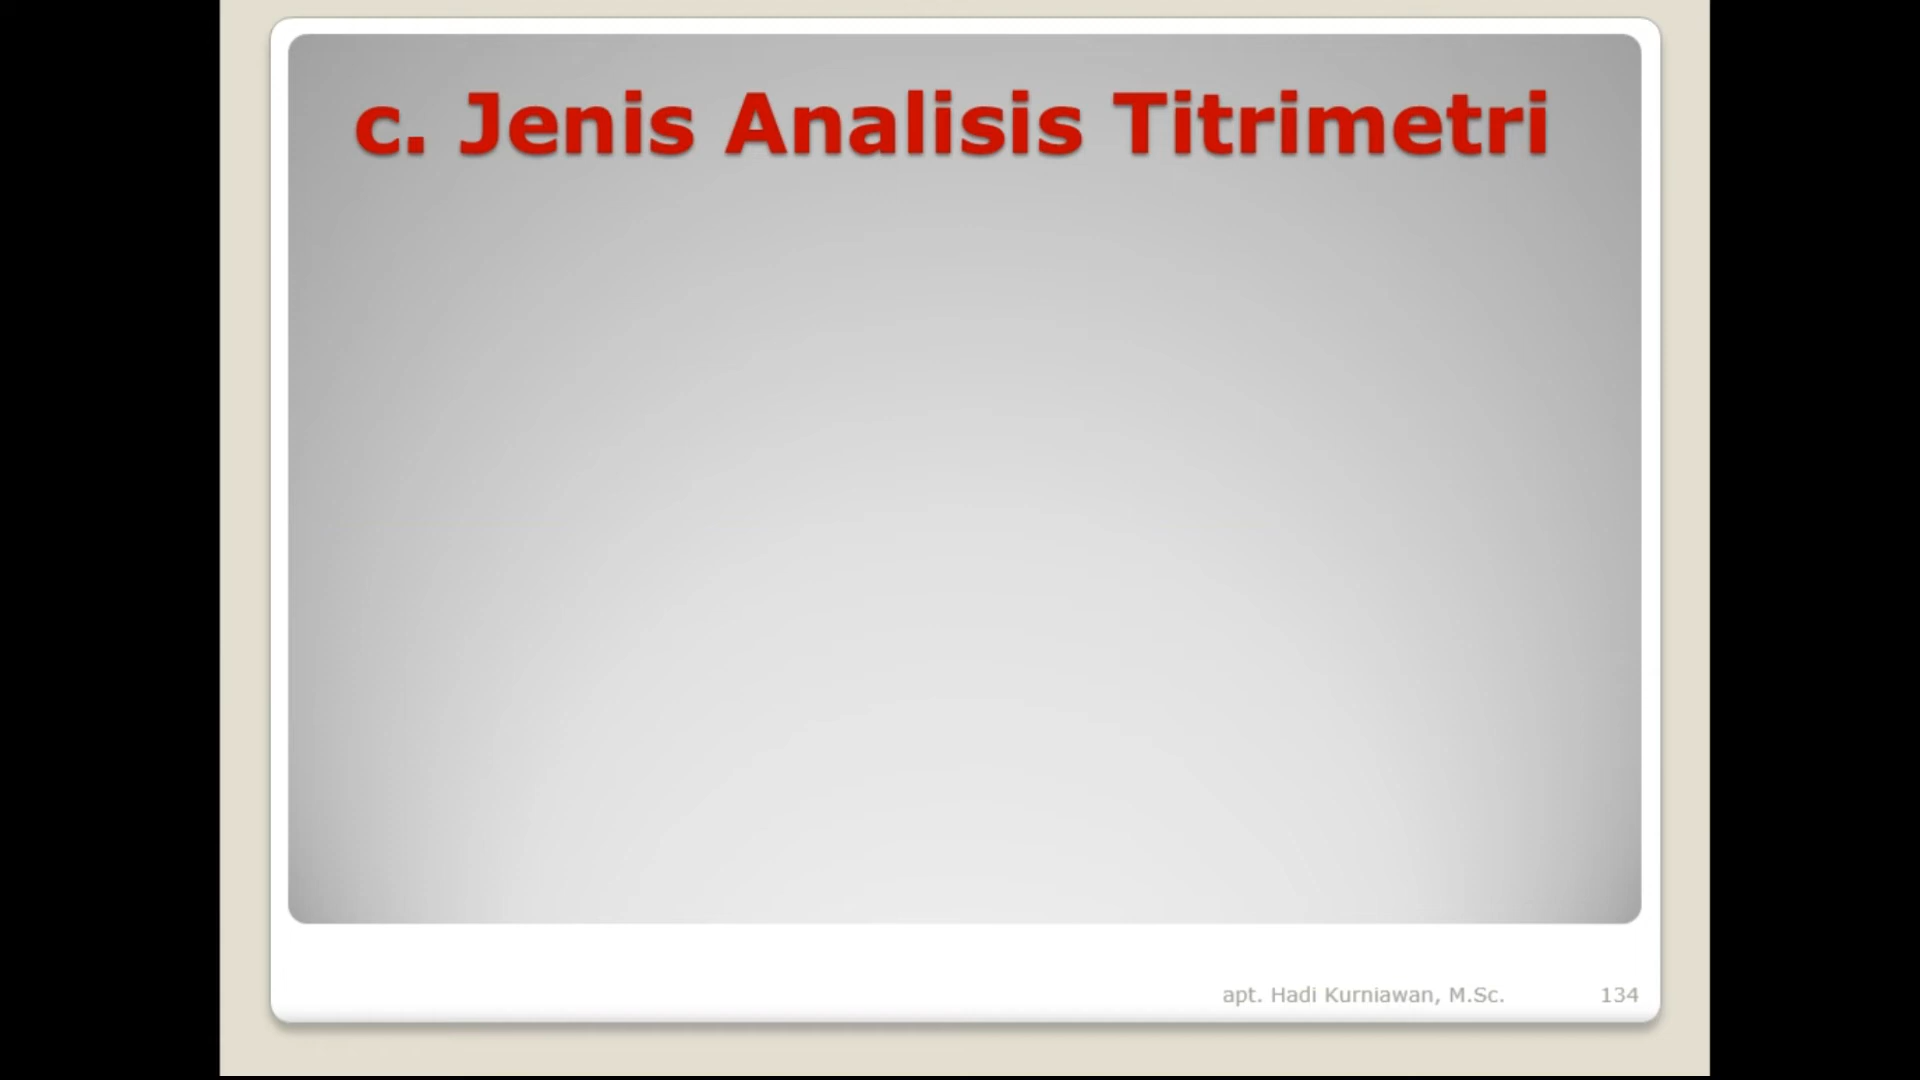 c. Jenis Analisis Titrimetri
apt. Hadi Kurniawan, M.Sc. 134